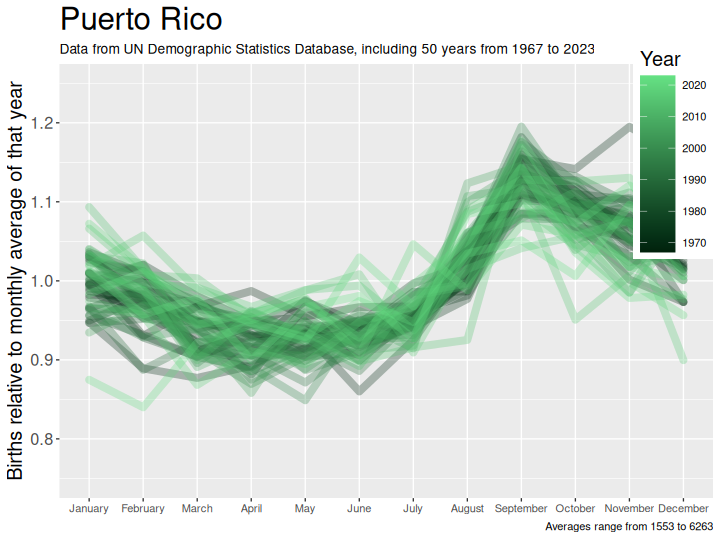 Puerto Rico
Data from UN Demographic Statistics Database, including 50 years from 1967 to 2023
Year
2020
2010
2000
1990
1980
1970
Births relative to monthly average of that year
1.2
1.1
1.0
0.9
0.8
January February March April May June July August September October November December
Averages range from 1553 to 6263